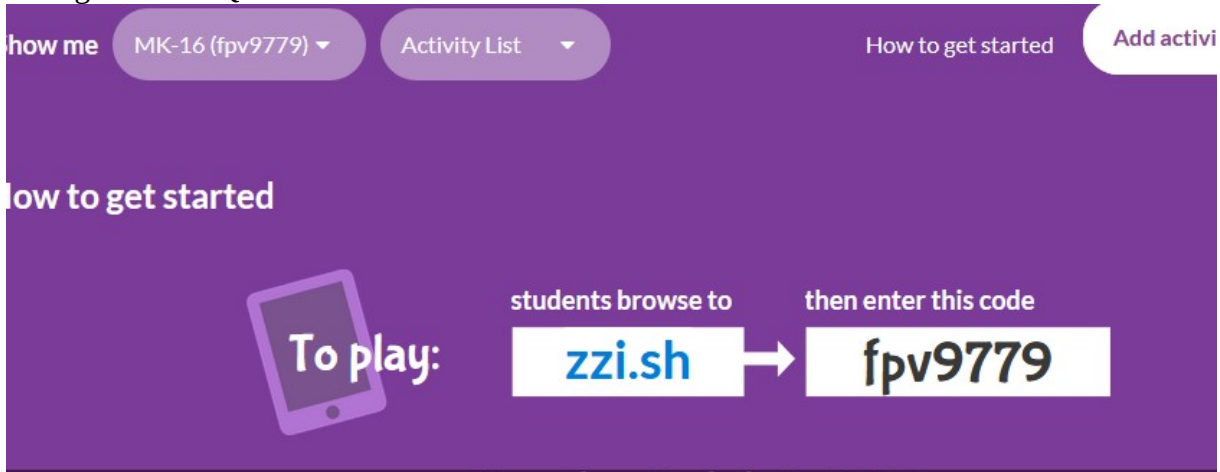 how me MK-16 (fpv9779) Activity List How to get started Add activi
ow to get started
students browse to then enter this code
To play: zzi.sh fpv9779